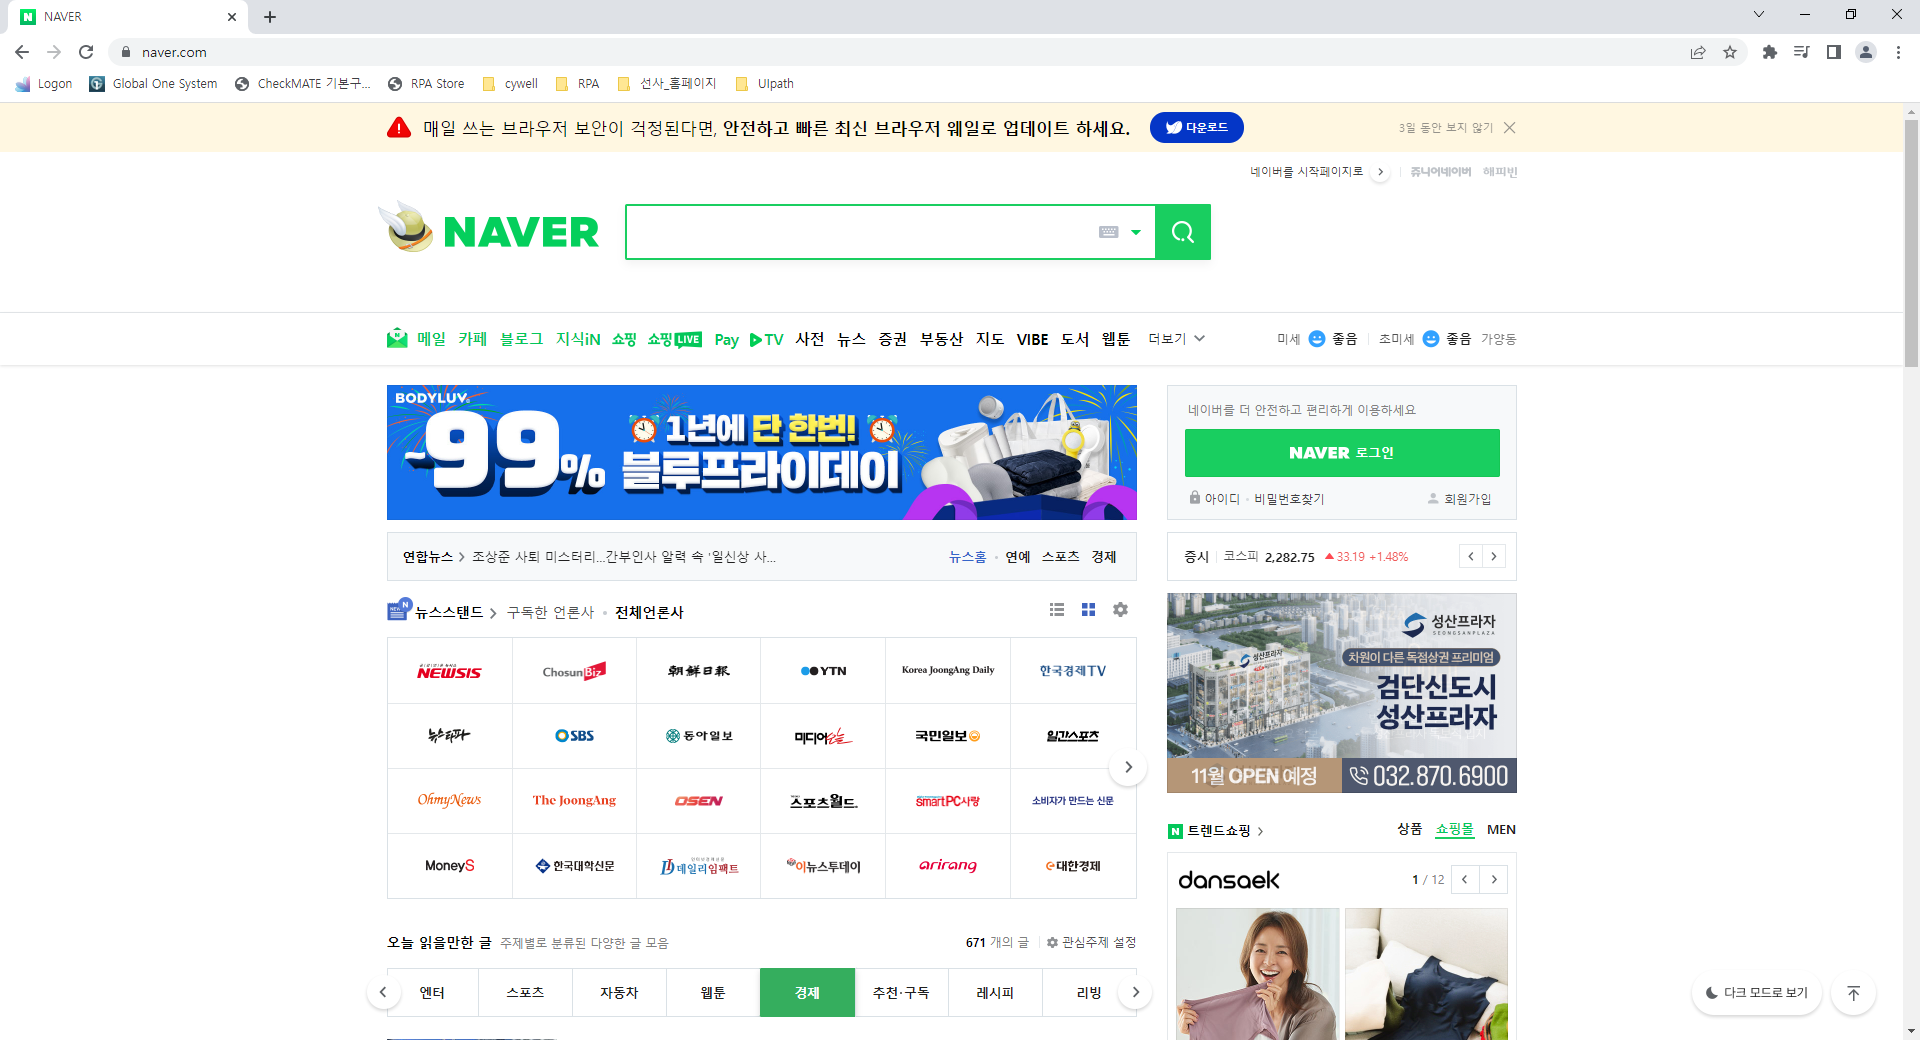 NAVER
naver.com
Logon
Global One System
CheckMATE 기본구...
RPA Store
cywell
RPA
선사_홈페이지
UIpath
매일 쓰는 브라우저 보안이 걱정된다면, 안전하고 빠른 최신 브라우저 웨일로 업데이트 하세요.
다운로드
3일 동안 보지 않기
네이버를 시작페이지로
쥬니어네이버 해피빈
NAVER
메일 카페 블로그 지식iN 쇼핑 쇼핑LIVE Pay TV 사전 뉴스 증권 부동산 지도 VIBE 도서 웹툰 더보기
미세 좋음 초미세 좋음 가양동
BODYLUV
~99%
1년에 단 한번!
블루프라이데이
네이버를 더 안전하고 편리하게 이용하세요
NAVER 로그인
아이디 · 비밀번호찾기
회원가입
연합뉴스 > 조상준 사퇴 미스터리...간부인사 알력 속 '일신상 사...
뉴스홈 · 연예 스포츠 경제
증시 코스피 2,282.75 ▲33.19 +1.48%
뉴스스탠드 > 구독한 언론사 · 전체언론사
NEWSIS
ChosunBiz
朝鮮日報
YTN
Korea JoongAng Daily
한국경제TV
뉴스타파
SBS
동아일보
미디어오늘
국민일보
일간스포츠
OhmyNews
The JoongAng
OSEN
스포츠월드.
smartPC사랑
소비자가 만드는 신문
MoneyS
한국대학신문
데일리임팩트
이뉴스투데이
arirang
e대한경제
성산프라자
SEONGSANPLAZA
성산프라자
차원이 다른 독점상권 프리미엄
검단신도시
성산프라자
11월 OPEN 예정
032.870.6900
트렌드쇼핑 >
상품 쇼핑몰 MEN
dansaek
1 / 12
오늘 읽을만한 글 주제별로 분류된 다양한 글 모음
671 개의 글
관심주제 설정
엔터 스포츠 자동차 웹툰 경제 추천·구독 레시피 리빙
다크 모드로 보기